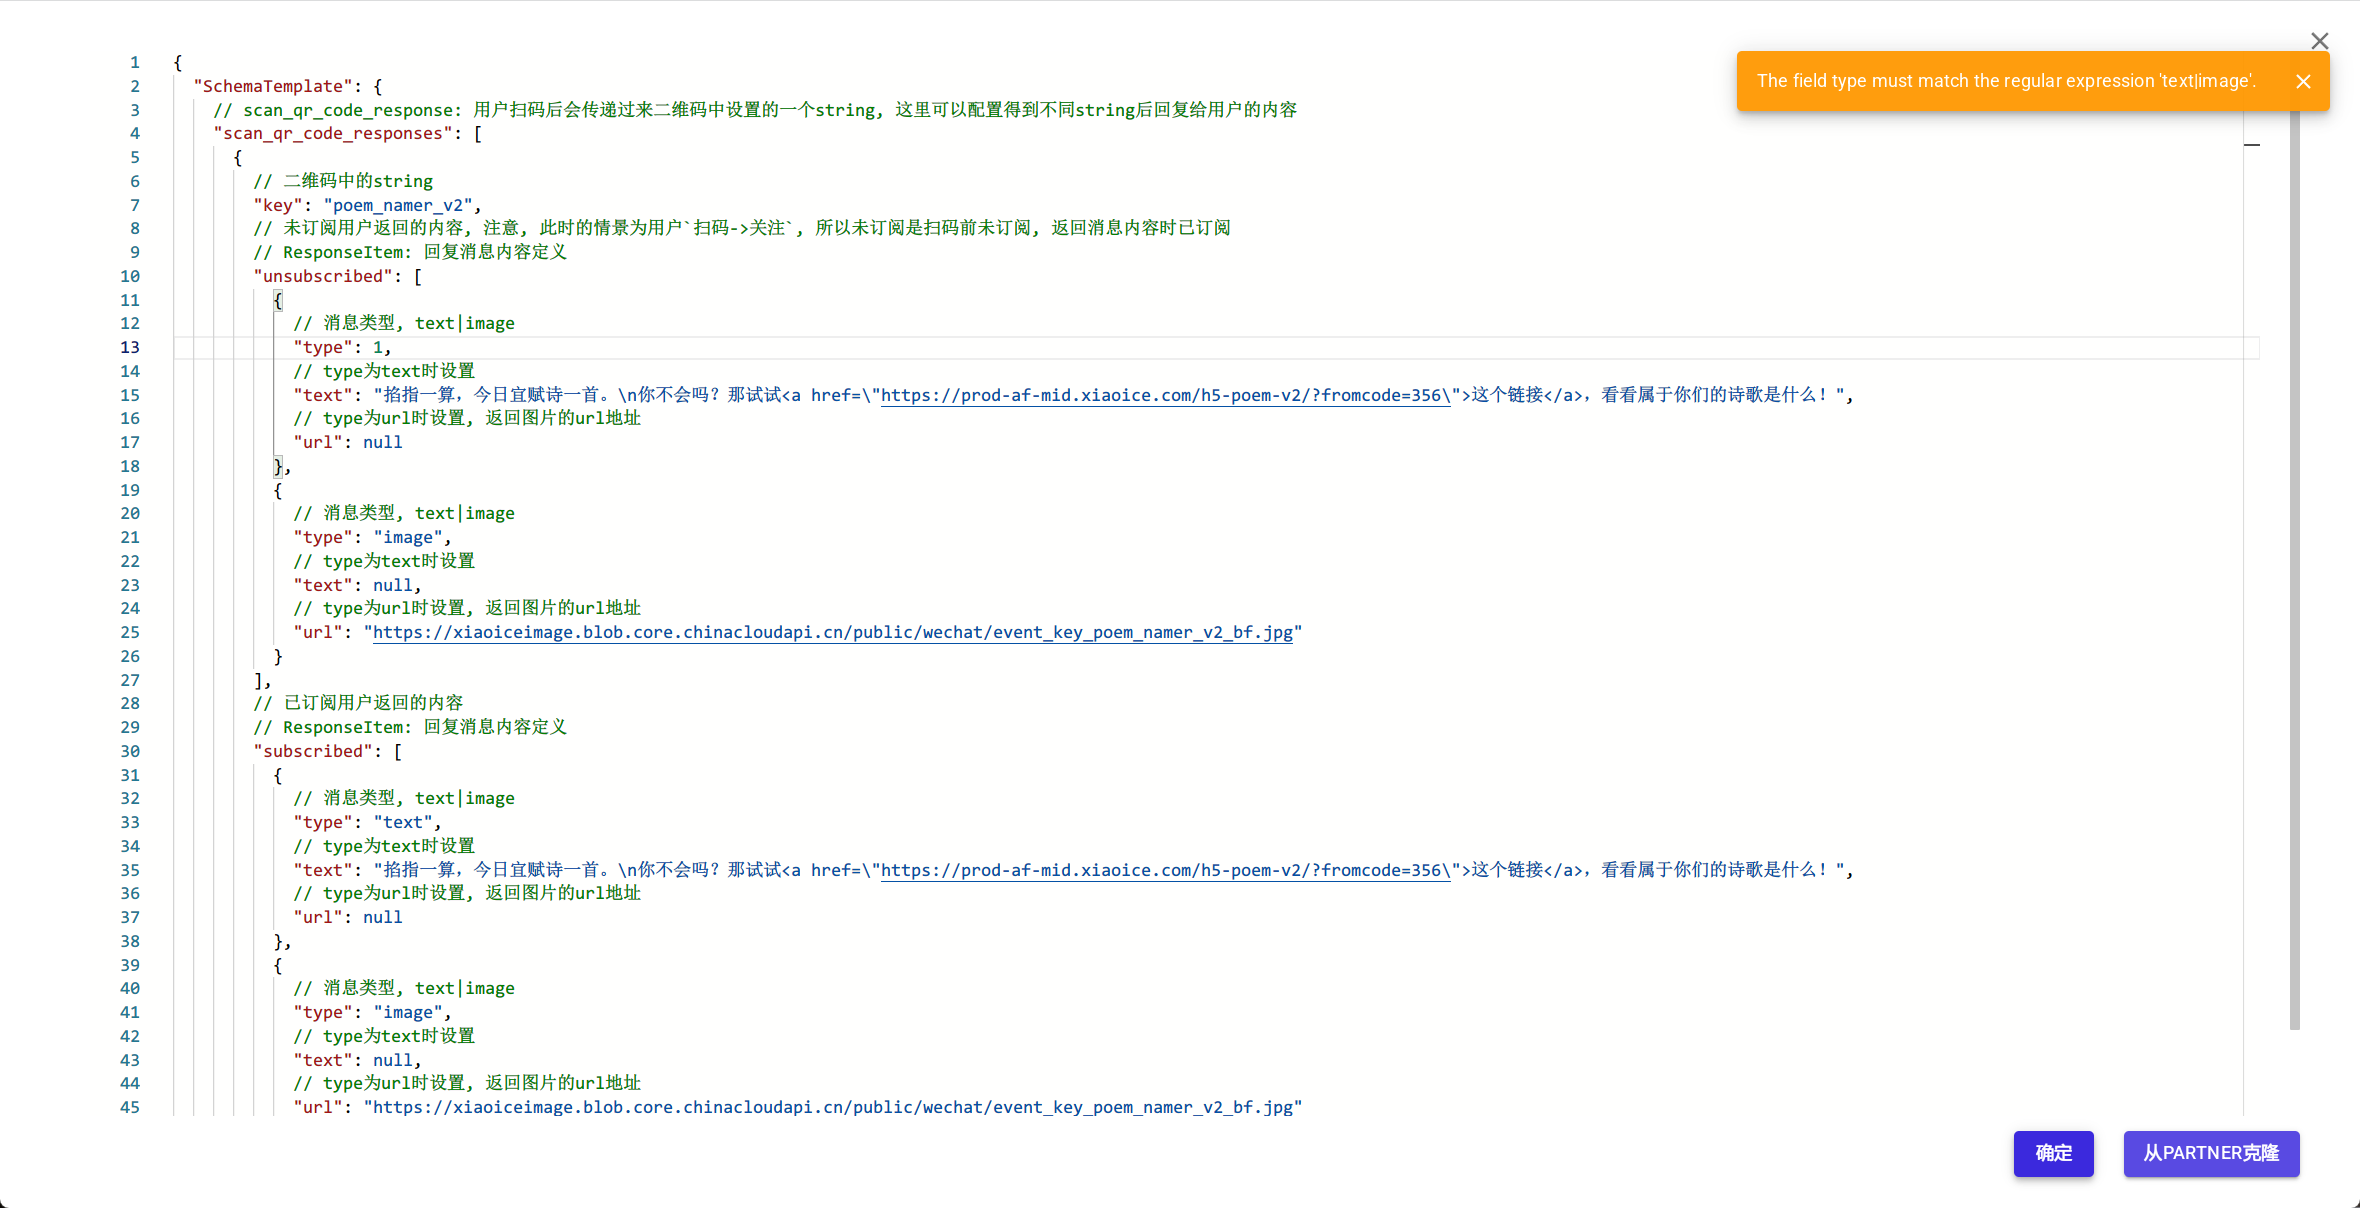 The field type must match the regular expression 'text|image'.
1 {
2 "SchemaTemplate": {
3 // scan_qr_code_response: 用户扫码后会传递过来二维码中设置的一个string, 这里可以配置得到不同string后回复给用户的内容
4 "scan_qr_code_responses": [
5 {
6 // 二维码中的string
7 "key": "poem_namer_v2",
8 // 未订阅用户返回的内容, 注意, 此时的情景为用户`扫码->关注`, 所以未订阅是扫码前未订阅, 返回消息内容时已订阅
9 // ResponseItem: 回复消息内容定义
10 "unsubscribed": [
11 {
12 // 消息类型, text|image
13 "type": 1,
14 // type为text时设置
15 "text": "掐指一算，今日宜赋诗一首。\n你不会吗？那试试<a href=\"https://prod-af-mid.xiaoice.com/h5-poem-v2/?fromcode=356\">这个链接</a>，看看属于你们的诗歌是什么！",
16 // type为url时设置, 返回图片的url地址
17 "url": null
18 },
19 {
20 // 消息类型, text|image
21 "type": "image",
22 // type为text时设置
23 "text": null,
24 // type为url时设置, 返回图片的url地址
25 "url": "https://xiaoiceimage.blob.core.chinacloudapi.cn/public/wechat/event_key_poem_namer_v2_bf.jpg"
26 }
27 ],
28 // 已订阅用户返回的内容
29 // ResponseItem: 回复消息内容定义
30 "subscribed": [
31 {
32 // 消息类型, text|image
33 "type": "text",
34 // type为text时设置
35 "text": "掐指一算，今日宜赋诗一首。\n你不会吗？那试试<a href=\"https://prod-af-mid.xiaoice.com/h5-poem-v2/?fromcode=356\">这个链接</a>，看看属于你们的诗歌是什么！",
36 // type为url时设置, 返回图片的url地址
37 "url": null
38 },
39 {
40 // 消息类型, text|image
41 "type": "image",
42 // type为text时设置
43 "text": null,
44 // type为url时设置, 返回图片的url地址
45 "url": "https://xiaoiceimage.blob.core.chinacloudapi.cn/public/wechat/event_key_poem_namer_v2_bf.jpg"
确定 从PARTNER克隆